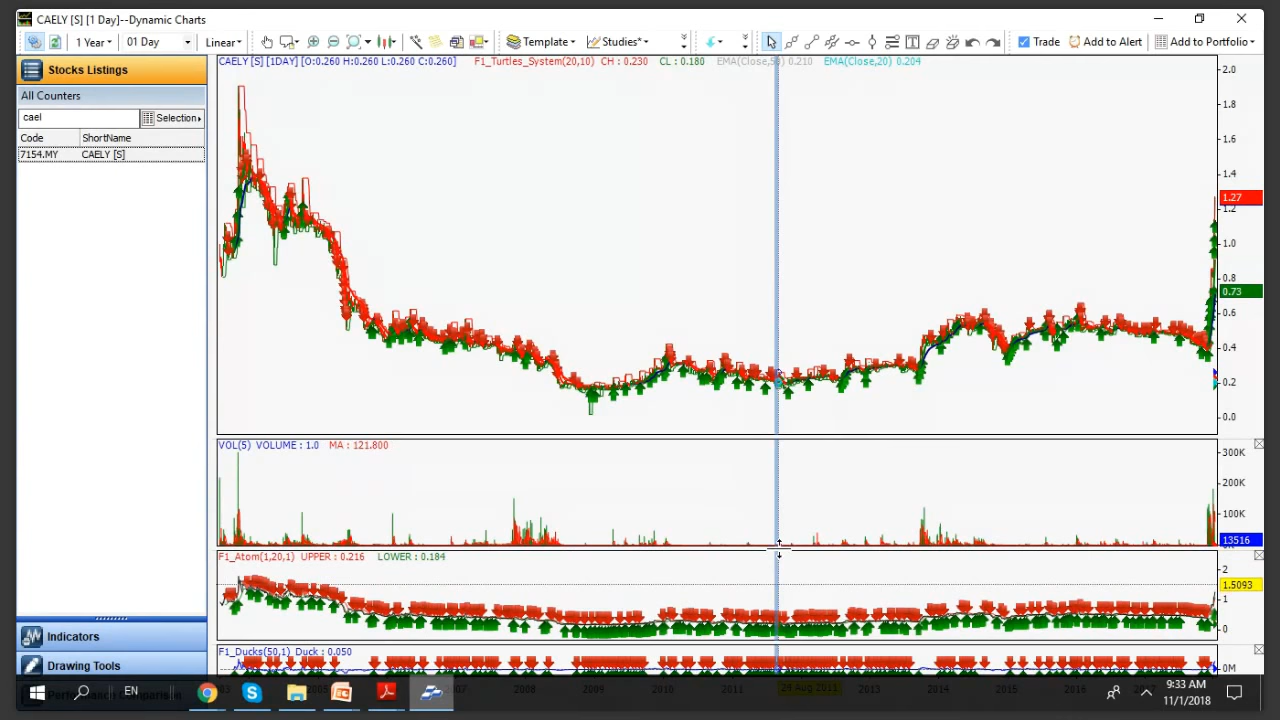 CAELY [S] [1 Day]--Dynamic Charts
1 Year
01 Day
Linear
Template
Studies*
Trade
Add to Alert
Add to Portfolio
Stocks Listings
All Counters
cael
Selection
Code ShortName
7154.MY CAELY [S]
Indicators
Drawing Tools
CAELY [S] [1DAY] [O:0.260 H:0.260 L:0.260 C:0.260] F1_Turtles_System(20,10) CH : 0.230 CL : 0.180 EMA(Close,50) 0.210 EMA(Close,20) 0.204
2.0
1.8
1.6
1.4
1.27
1.2
1.0
0.8
0.73
0.6
0.4
0.2
0.0
VOL(5) VOLUME : 1.0 MA : 121.800
300K
200K
100K
13516
F1_Atom(1,20,1) UPPER : 0.216 LOWER : 0.184
2
1.5093
1
0
F1_Ducks(50,1) Duck : 0.050
0M
2008
2009
2010
2011
2013
2014
2015
2016
EN
9:33 AM
11/1/2018